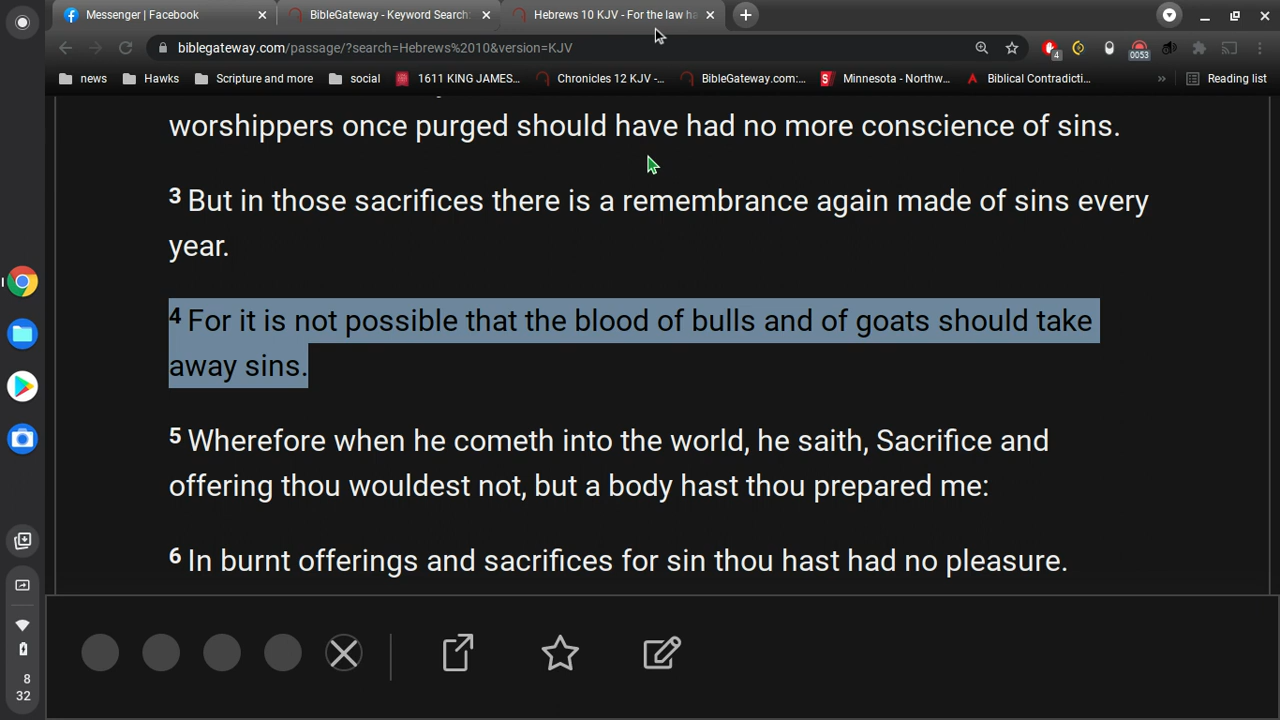 Messenger | Facebook
BibleGateway - Keyword Search:
Hebrews 10 KJV - For the law ha
biblegateway.com/passage/?search=Hebrews%2010&version=KJV
4
0053
news
Hawks
Scripture and more
social
1611 KING JAMES...
Chronicles 12 KJV -...
BibleGateway.com:...
Minnesota - Northw...
Biblical Contradicti...
»
Reading list
worshippers once purged should have had no more conscience of sins.
3 But in those sacrifices there is a remembrance again made of sins every
year.
4 For it is not possible that the blood of bulls and of goats should take
away sins.
5 Wherefore when he cometh into the world, he saith, Sacrifice and
offering thou wouldest not, but a body hast thou prepared me:
6 In burnt offerings and sacrifices for sin thou hast had no pleasure.
8
32